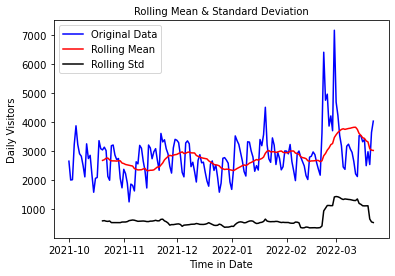 Rolling Mean & Standard Deviation
Original Data
Rolling Mean
Rolling Std
7000
6000
5000
4000
3000
2000
1000
Daily Visitors
2021-10
2021-11
2021-12
2022-01
2022-02
2022-03
Time in Date